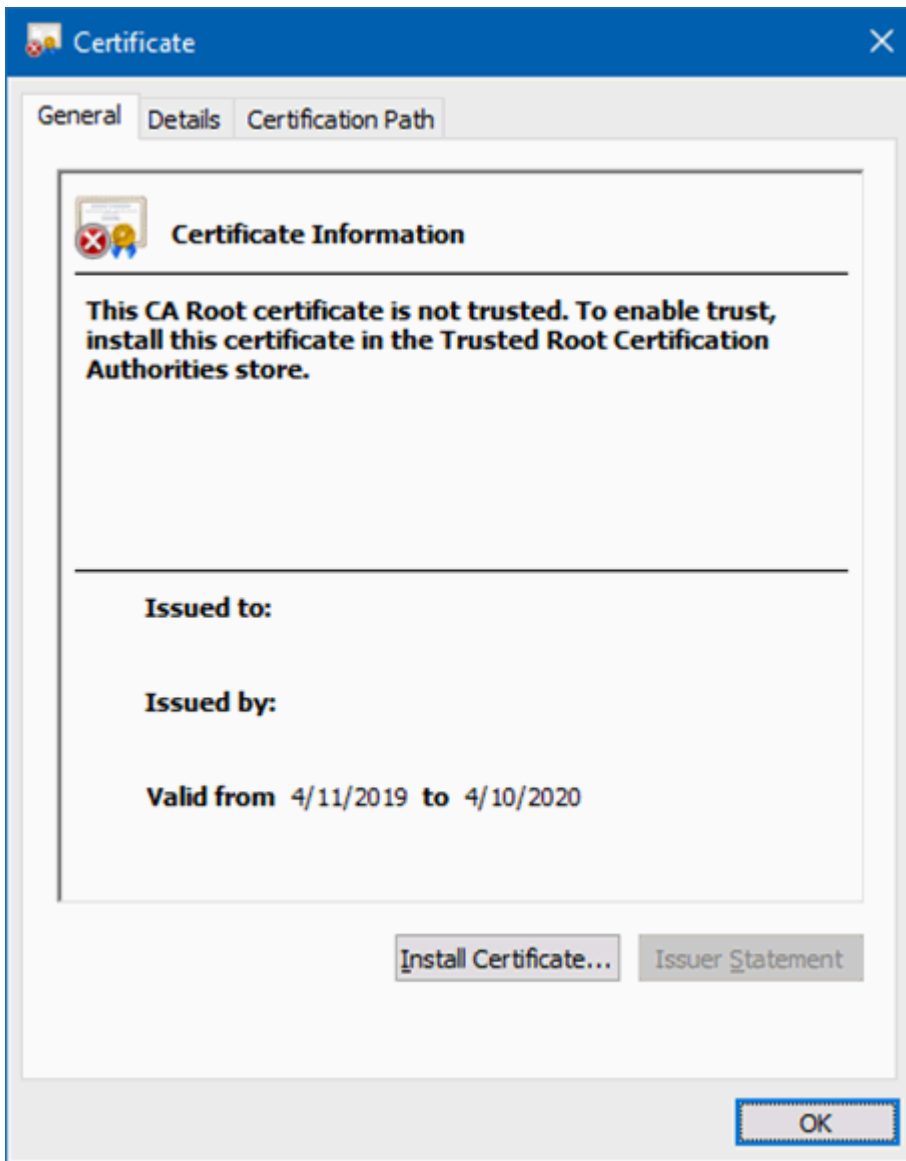 Certificate
General Details Certification Path
Certificate Information
This CA Root certificate is not trusted. To enable trust,
install this certificate in the Trusted Root Certification
Authorities store.
Issued to:
Issued by:
Valid from 4/11/2019 to 4/10/2020
Install Certificate... Issuer Statement
OK